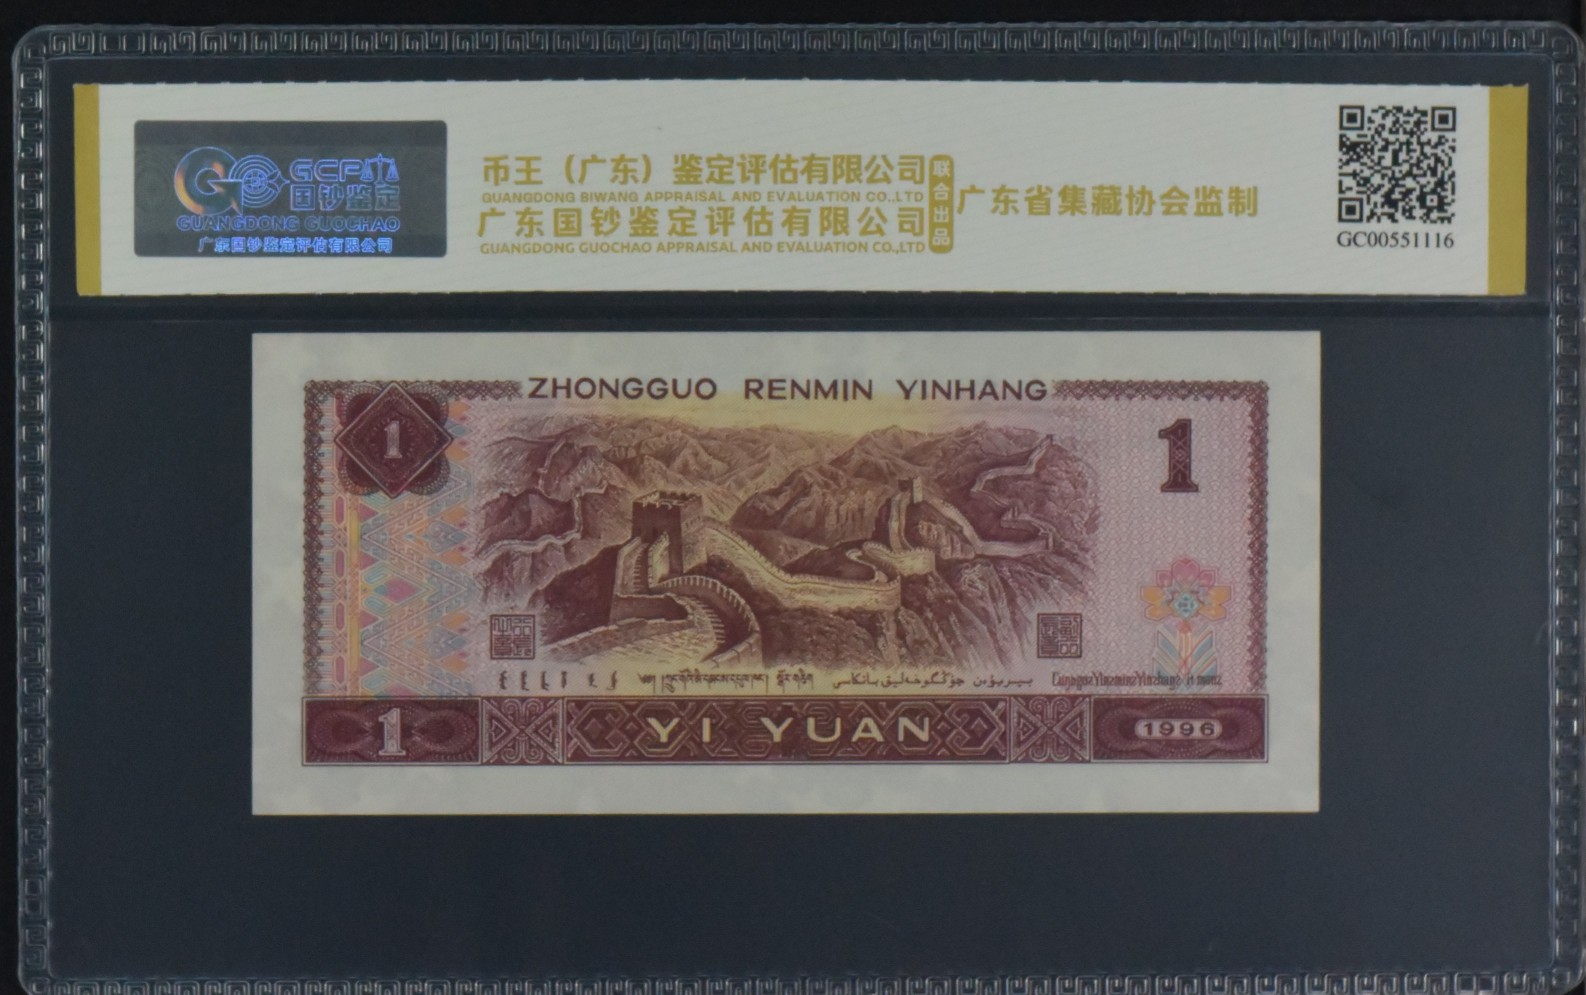 GCP
国钞鉴定
GUANGDONG GUOCHAO
广东国钞鉴定评估有限公司
币王（广东）鉴定评估有限公司
GUANGDONG BIWANG APPRAISAL AND EVALUATION CO.,LTD
广东国钞鉴定评估有限公司
GUANGDONG GUOCHAO APPRAISAL AND EVALUATION CO.,LTD
联合出品
广东省集藏协会监制
GC00551116
ZHONGGUO RENMIN YINHANG
1
1
1
YI YUAN
1996